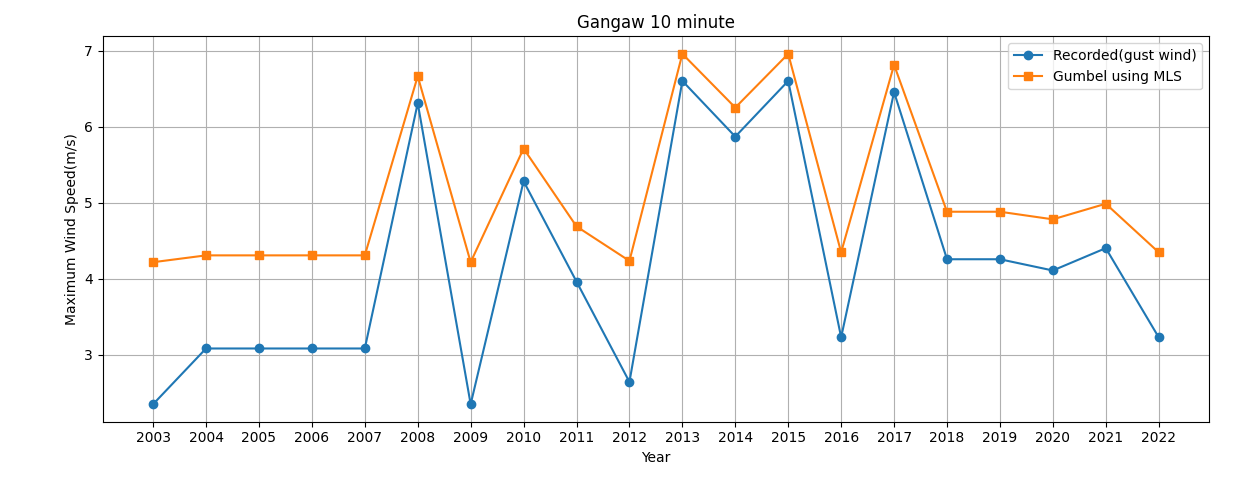 Gangaw 10 minute
Recorded(gust wind)
Gumbel using MLS
Maximum Wind Speed(m/s)
7
6
5
4
3
2003 2004 2005 2006 2007 2008 2009 2010 2011 2012 2013 2014 2015 2016 2017 2018 2019 2020 2021 2022
Year